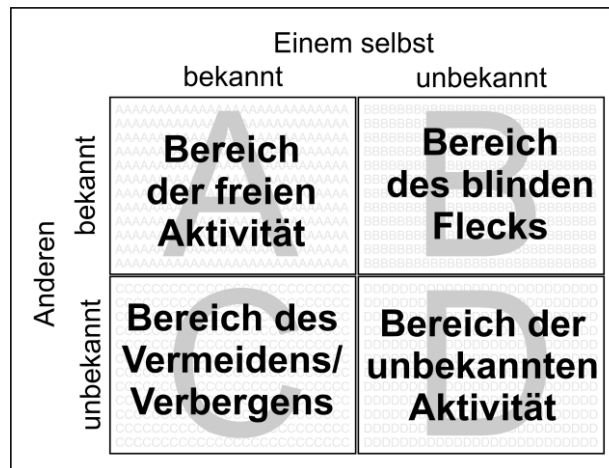 Einem selbst
bekannt unbekannt
Anderen
bekannt
unbekannt
A
Bereich
der freien
Aktivität
B
Bereich
des blinden
Flecks
C
Bereich des
Vermeidens/
Verbergens
D
Bereich der
unbekannten
Aktivität